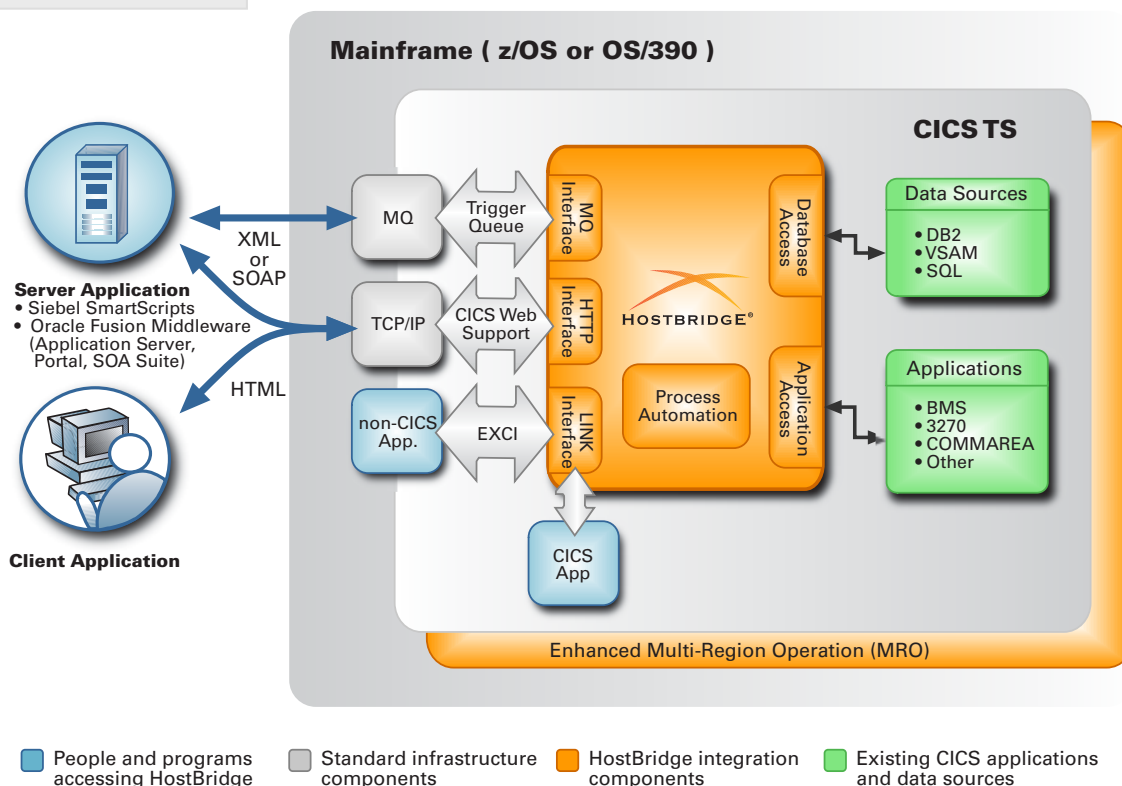 Mainframe ( z/OS or OS/390 )
CICS TS
Server Application
• Siebel SmartScripts
• Oracle Fusion Middleware
(Application Server,
Portal, SOA Suite)
Client Application
XML
or
SOAP
HTML
MQ
TCP/IP
non-CICS
App.
Trigger
Queue
CICS Web
Support
EXCI
MQ
Interface
HTTP
Interface
LINK
Interface
CICS
App
HOSTBRIDGE®
Process
Automation
Database
Access
Application
Access
Data Sources
• DB2
• VSAM
• SQL
Applications
• BMS
• 3270
• COMMAREA
• Other
Enhanced Multi-Region Operation (MRO)
People and programs
accessing HostBridge
Standard infrastructure
components
HostBridge integration
components
Existing CICS applications
and data sources